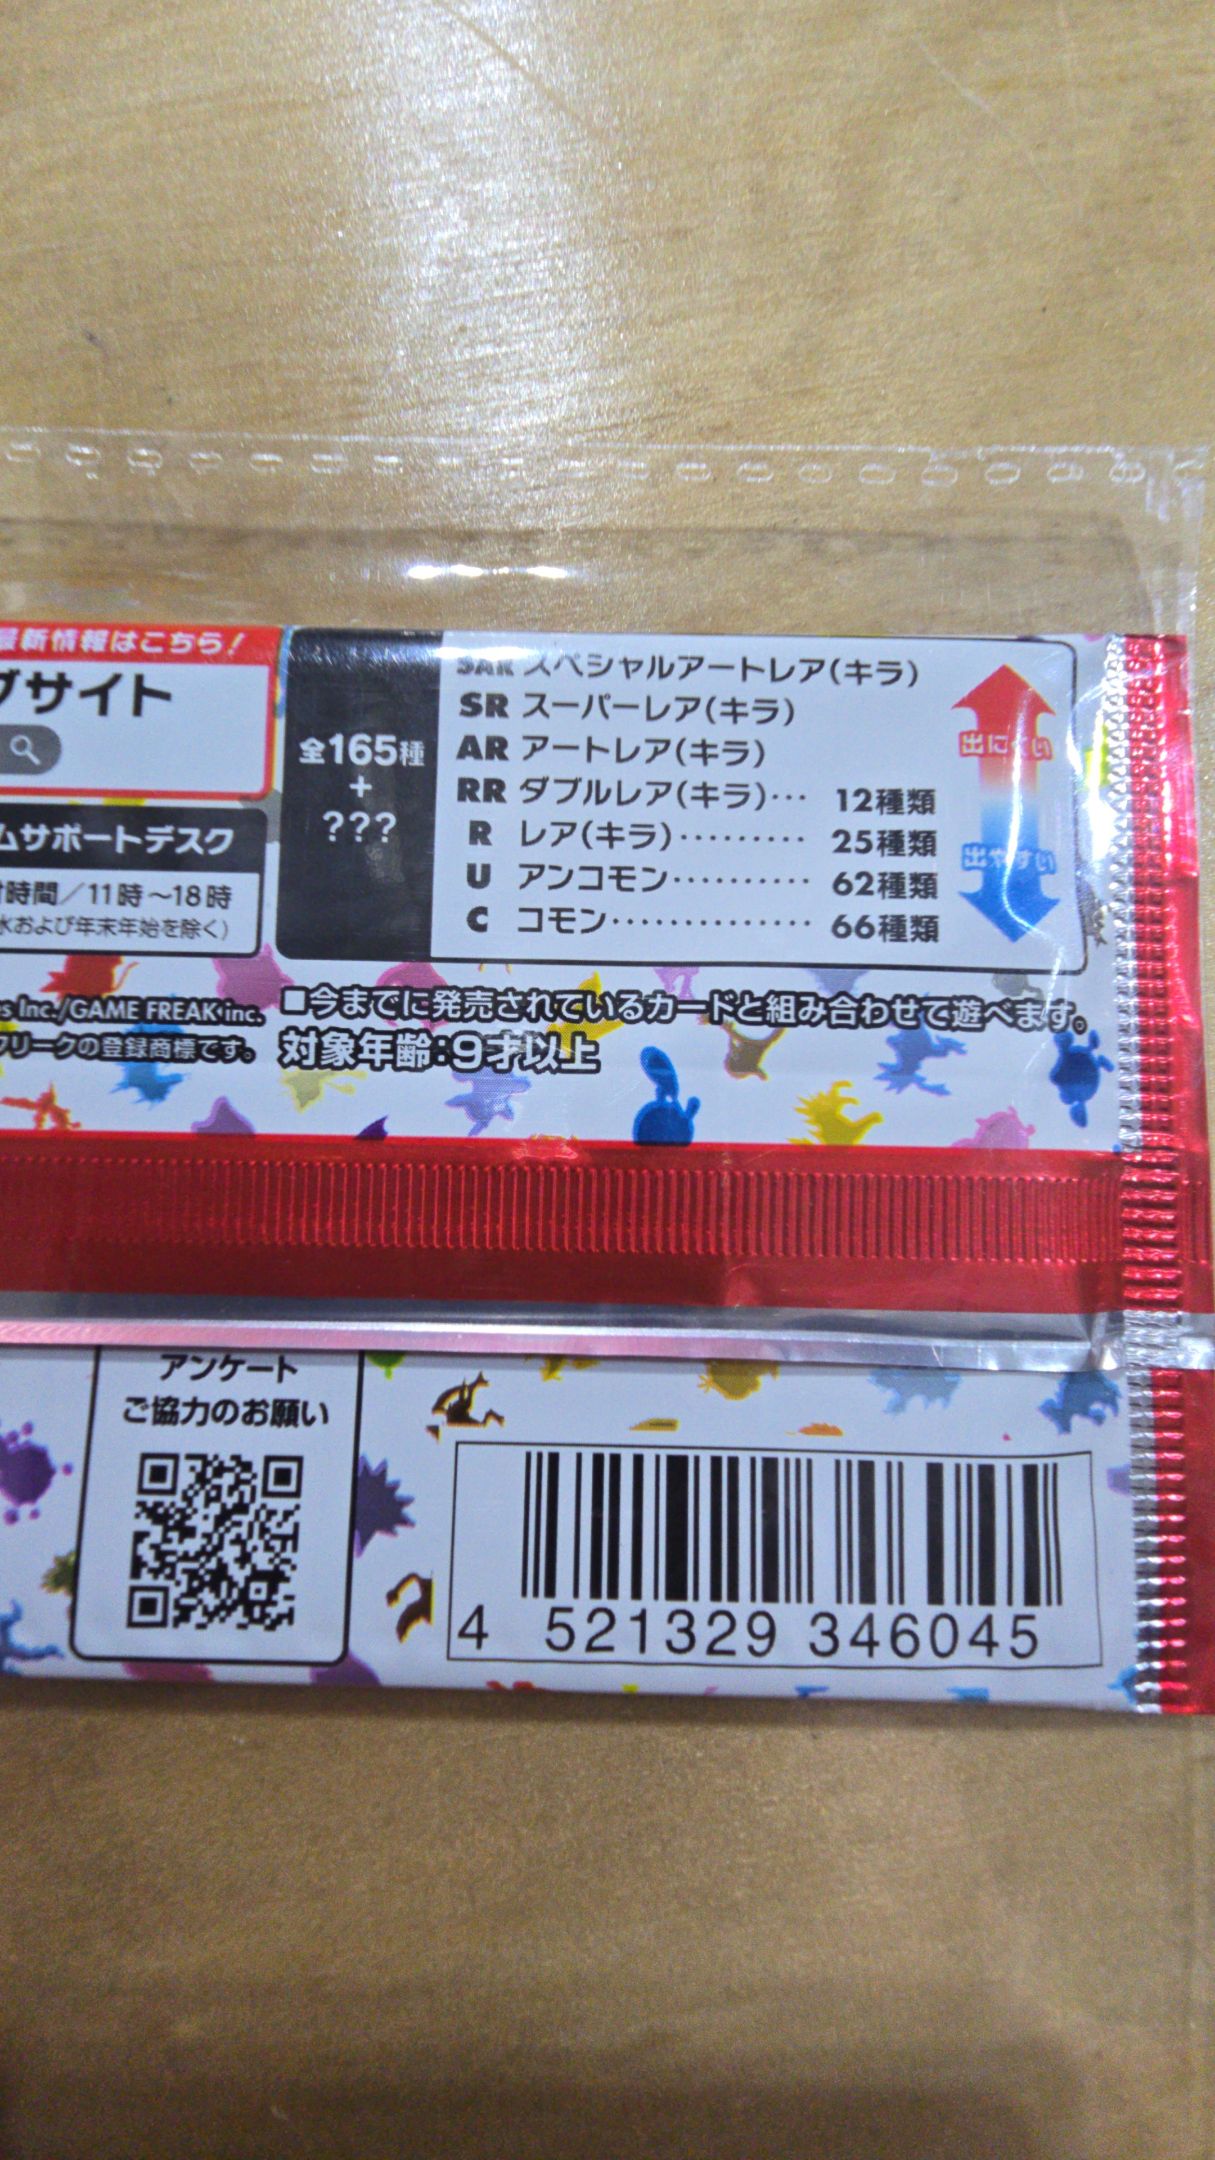 最新情報はこちら！
グサイト
ムサポートデスク
付時間／11時～18時
水および年末年始を除く）
全165種
+
???
SAR スペシャルアートレア(キラ)
SR スーパーレア(キラ)
AR アートレア(キラ)
RR ダブルレア(キラ)… 12種類
R レア(キラ)……… 25種類
U アンコモン………… 62種類
C コモン…………… 66種類
出にくい
出やすい
es Inc./GAME FREAK inc.
フリークの登録商標です。
■今までに発売されているカードと組み合わせて遊べます。
対象年齢:9才以上
アンケート
ご協力のお願い
4 521329 346045